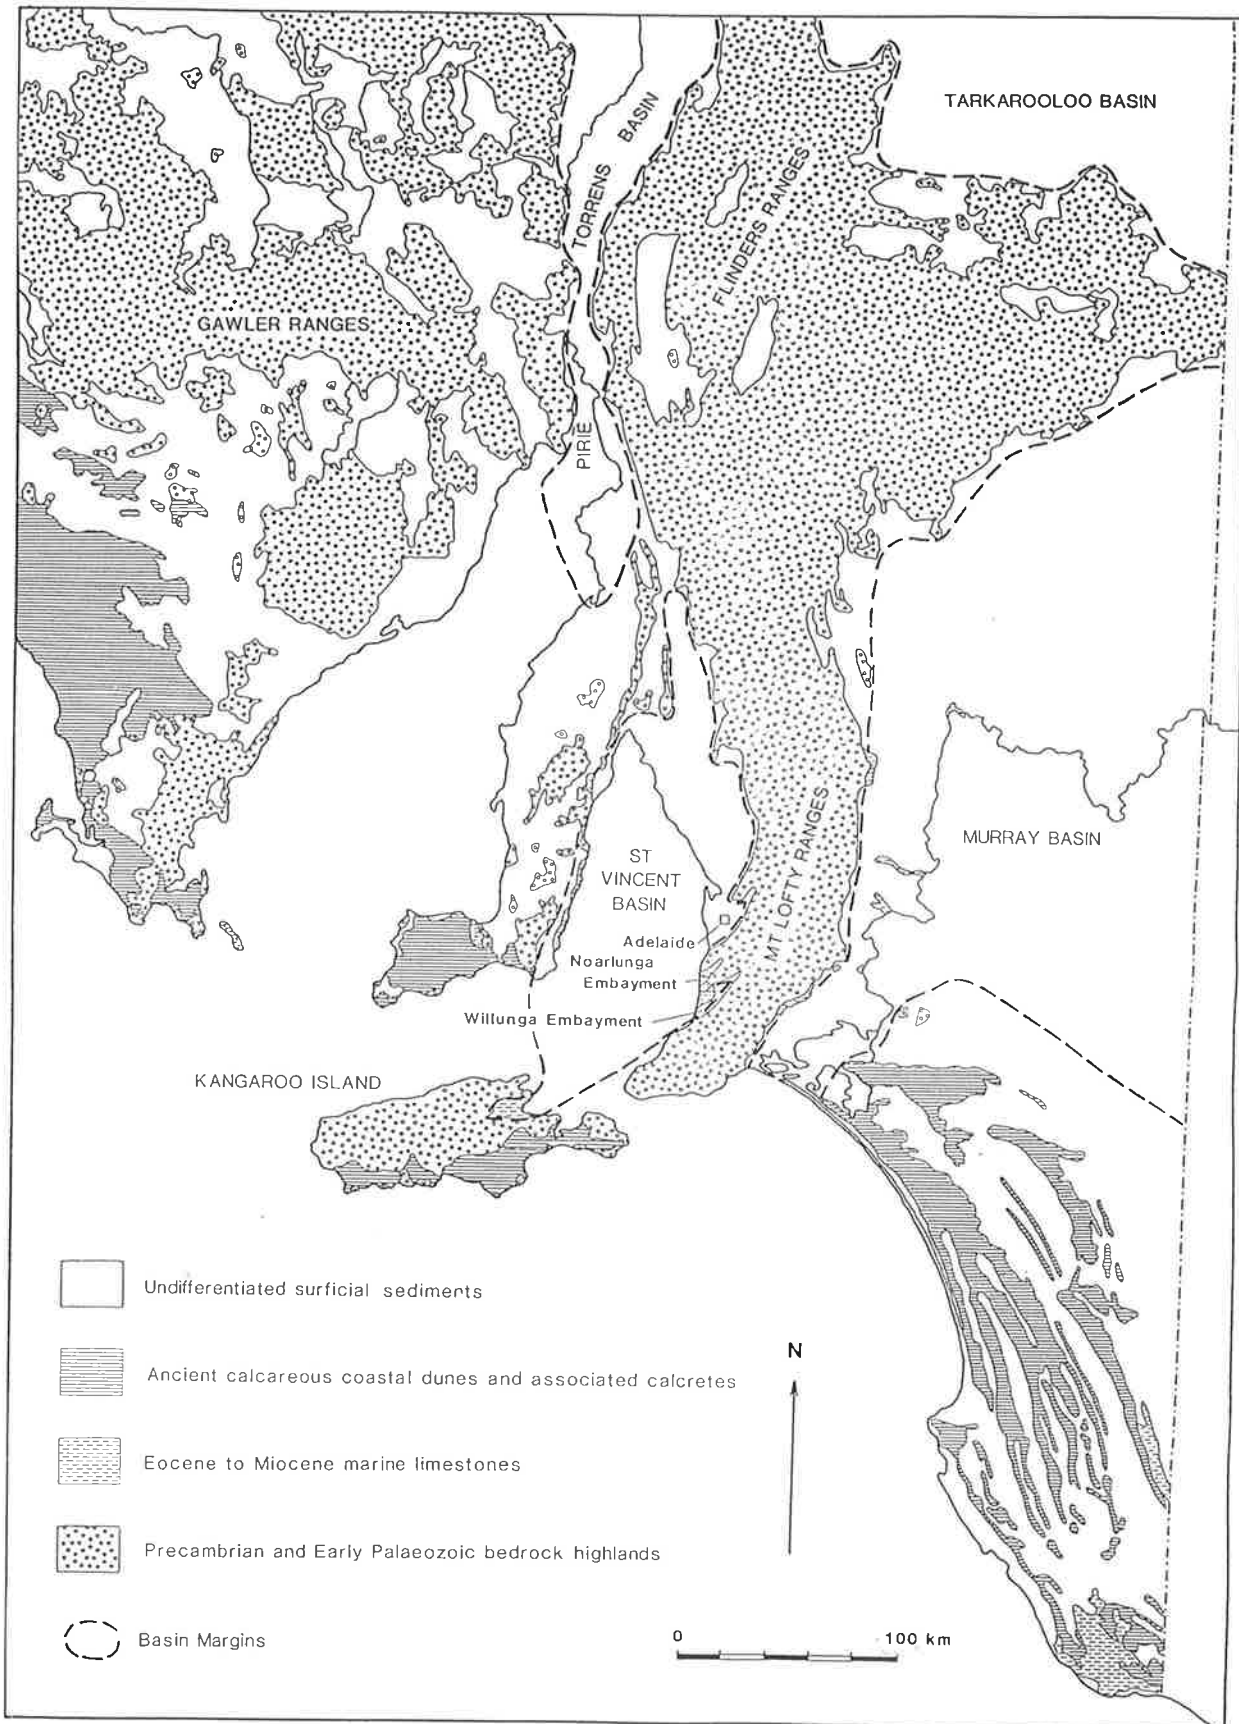 TARKAROOLOO BASIN
TORRENS BASIN
FLINDERS RANGES
GAWLER RANGES
PIRIE
MURRAY BASIN
ST
VINCENT
BASIN
MT LOFTY RANGES
Adelaide
Noarlunga
Embayment
Willunga Embayment
KANGAROO ISLAND
Undifferentiated surficial sediments
Ancient calcareous coastal dunes and associated calcretes
Eocene to Miocene marine limestones
Precambrian and Early Palaeozoic bedrock highlands
Basin Margins
N
0 100 km